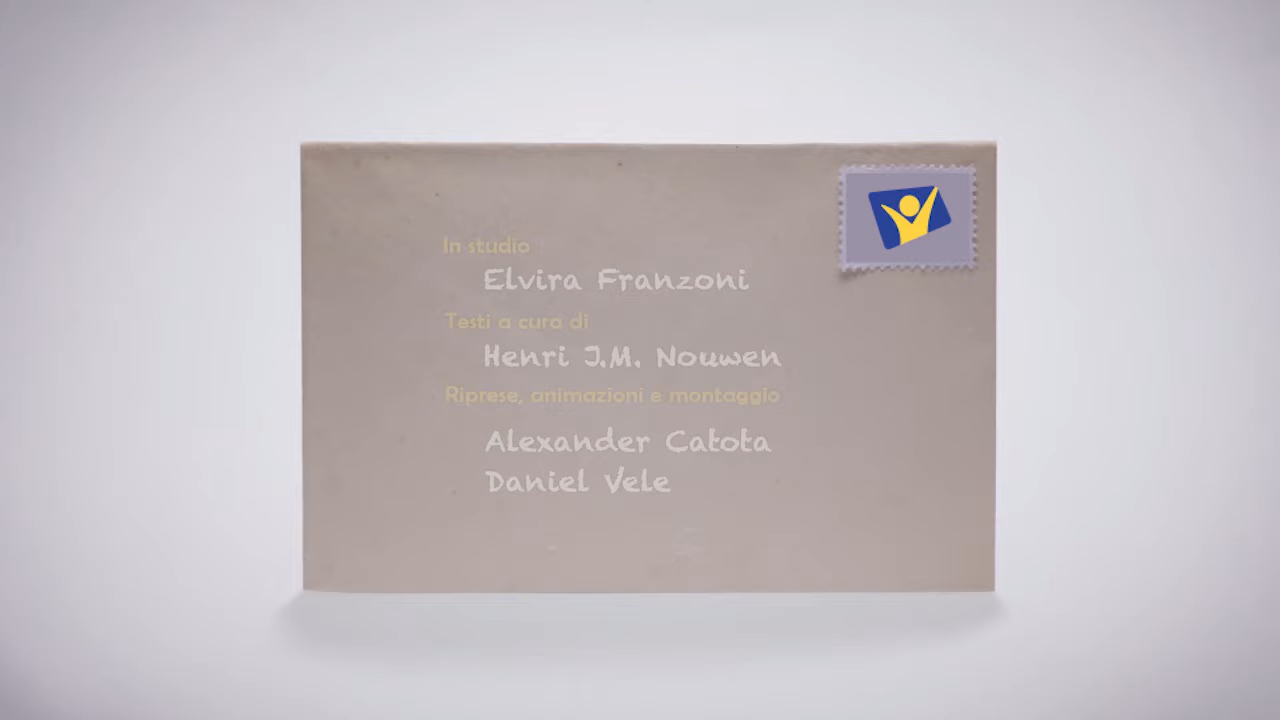 In studio
Elvira Franzoni
Testi a cura di
Henri J.M. Nouwen
Riprese, animazioni e montaggio
Alexander Catota
Daniel Vele